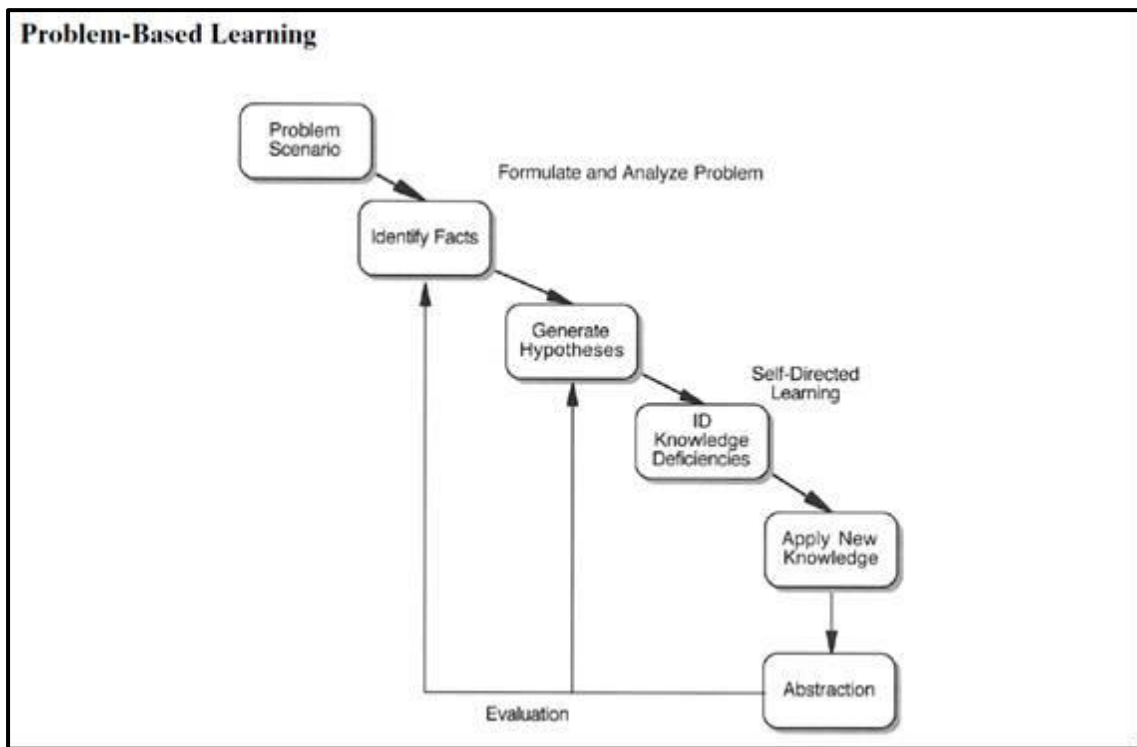 Problem-Based Learning
Problem
Scenario
Formulate and Analyze Problem
Identify Facts
Generate
Hypotheses
Self-Directed
Learning
ID
Knowledge
Deficiencies
Apply New
Knowledge
Abstraction
Evaluation